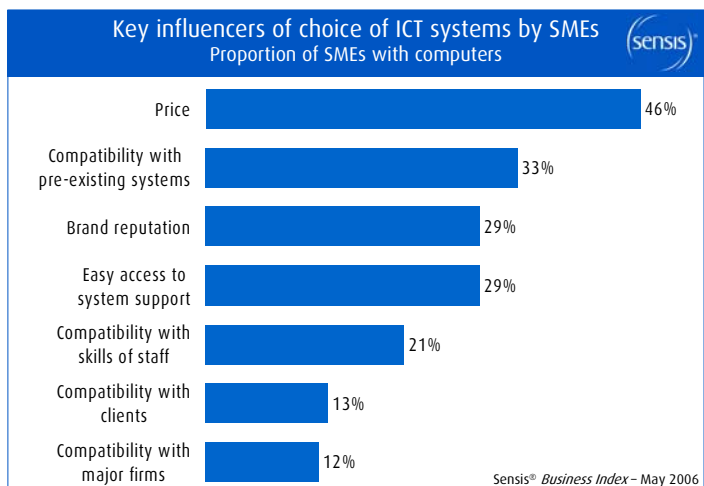 Key influencers of choice of ICT systems by SMEs
Proportion of SMEs with computers
sensis®
Price
46%
Compatibility with
pre-existing systems
33%
Brand reputation
29%
Easy access to
system support
29%
Compatibility with
skills of staff
21%
Compatibility with
clients
13%
Compatibility with
major firms
12%
Sensis® Business Index – May 2006